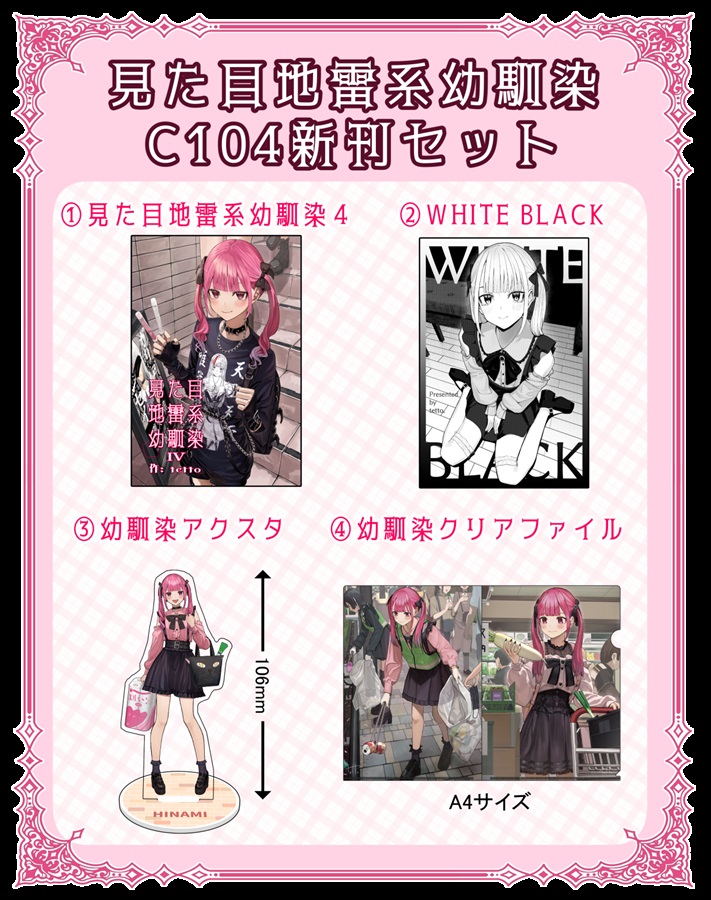 見た目地雷系幼馴染
C104新刊セット
①見た目地雷系幼馴染4
②WHITE BLACK
見た目
地雷系
幼馴染
IV
作：tetto
WHITE
Presented
by
tetto
BLACK
③幼馴染アクスタ
④幼馴染クリアファイル
106mm
HINAMI
A4サイズ